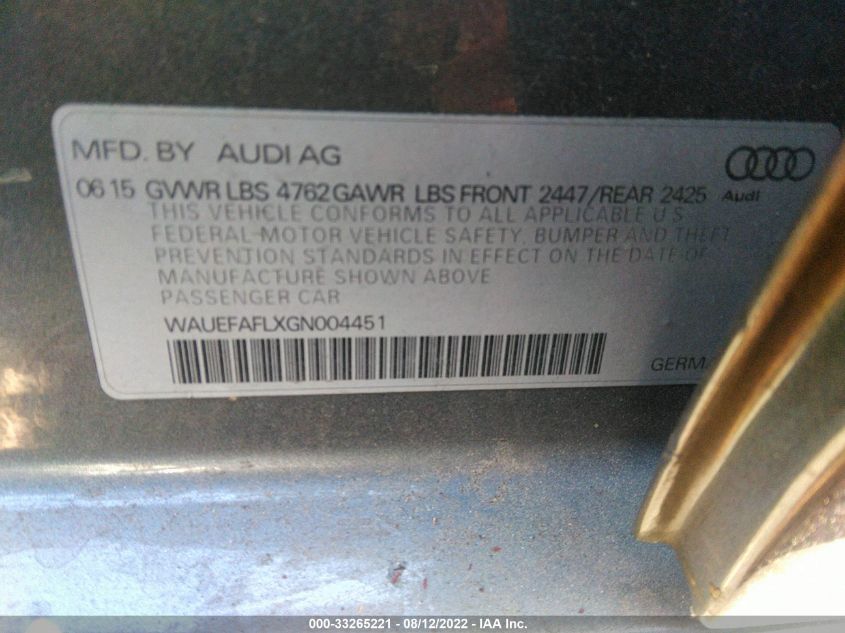 MFD. BY AUDI AG
06 15 GVWR LBS 4762 GAWR LBS FRONT 2447/REAR 2425
Audi
THIS VEHICLE CONFORMS TO ALL APPLICABLE U S
FEDERAL MOTOR VEHICLE SAFETY, BUMPER AND THEFT
PREVENTION STANDARDS IN EFFECT ON THE DATE OF
MANUFACTURE SHOWN ABOVE
PASSENGER CAR
WAUEFAFLXGN004451
GERMA
000-33265221 - 08/12/2022 - IAA Inc.